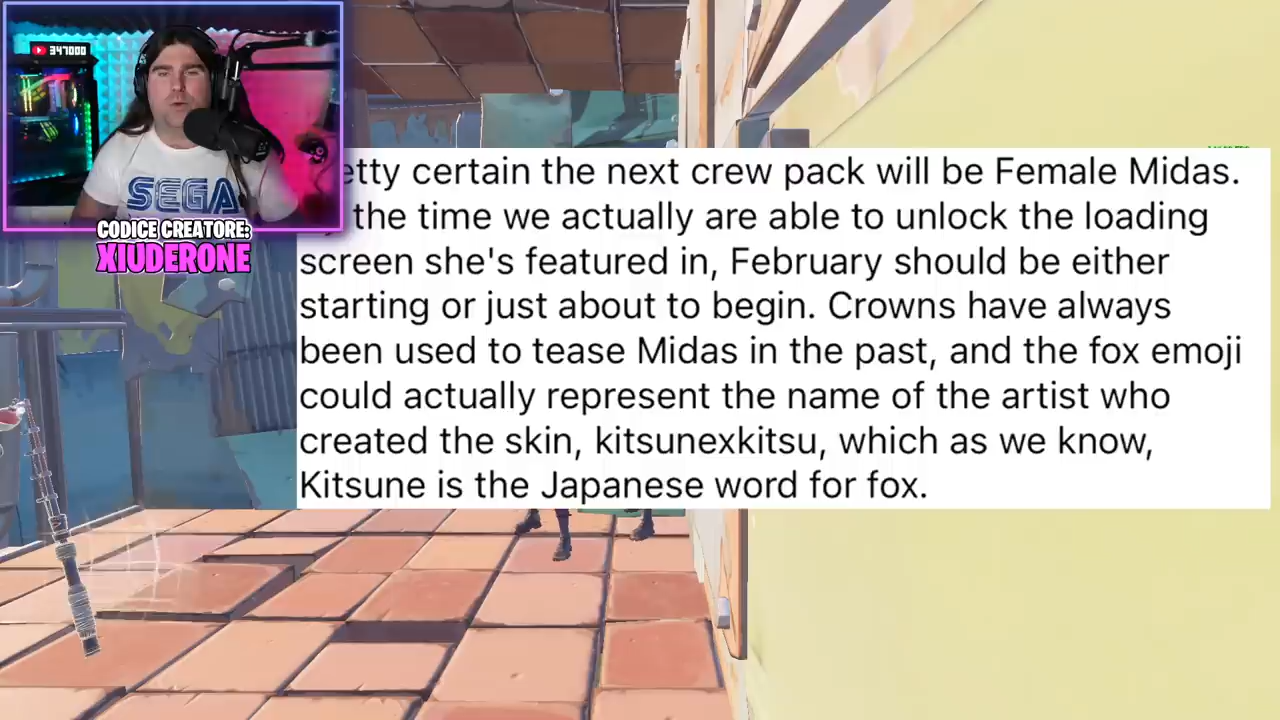 347000
SEGA
CODICE CREATORE:
XIUDERONE
certain the next crew pack will be Female Midas.
the time we actually are able to unlock the loading
screen she's featured in, February should be either
starting or just about to begin. Crowns have always
been used to tease Midas in the past, and the fox emoji
could actually represent the name of the artist who
created the skin, kitsunexkitsu, which as we know,
Kitsune is the Japanese word for fox.